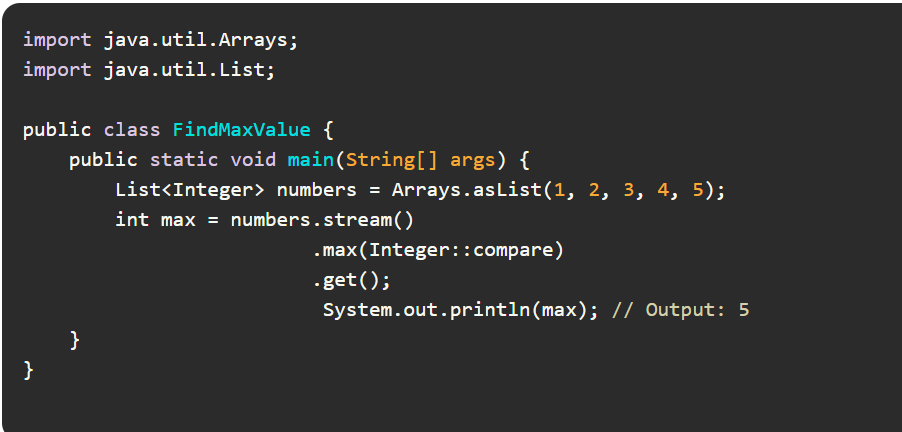 import java.util.Arrays;
import java.util.List;
public class FindMaxValue {
public static void main(String[] args) {
List<Integer> numbers = Arrays.asList(1, 2, 3, 4, 5);
int max = numbers.stream()
.max(Integer::compare)
.get();
System.out.println(max); // Output: 5
}
}